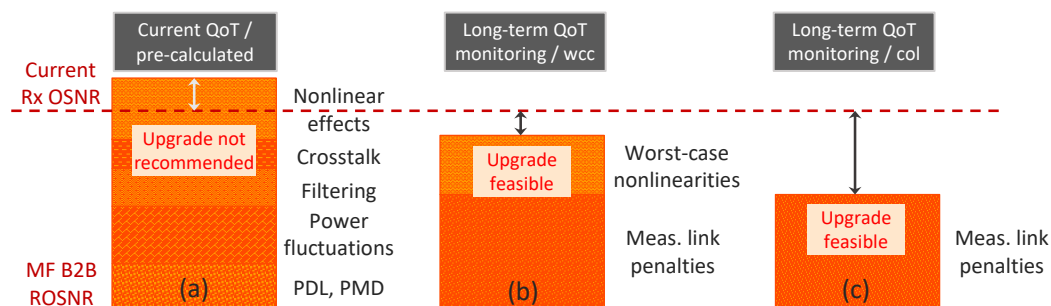 Current QoT /
pre-calculated
Long-term QoT
monitoring / wcc
Long-term QoT
monitoring / col
Current
Rx OSNR
Nonlinear
effects
Upgrade not
recommended
Crosstalk
Filtering
Power
fluctuations
MF B2B
ROSNR
(a)
PDL, PMD
Upgrade
feasible
Worst-case
nonlinearities
Meas. link
penalties
(b)
Upgrade
feasible
Meas. link
penalties
(c)